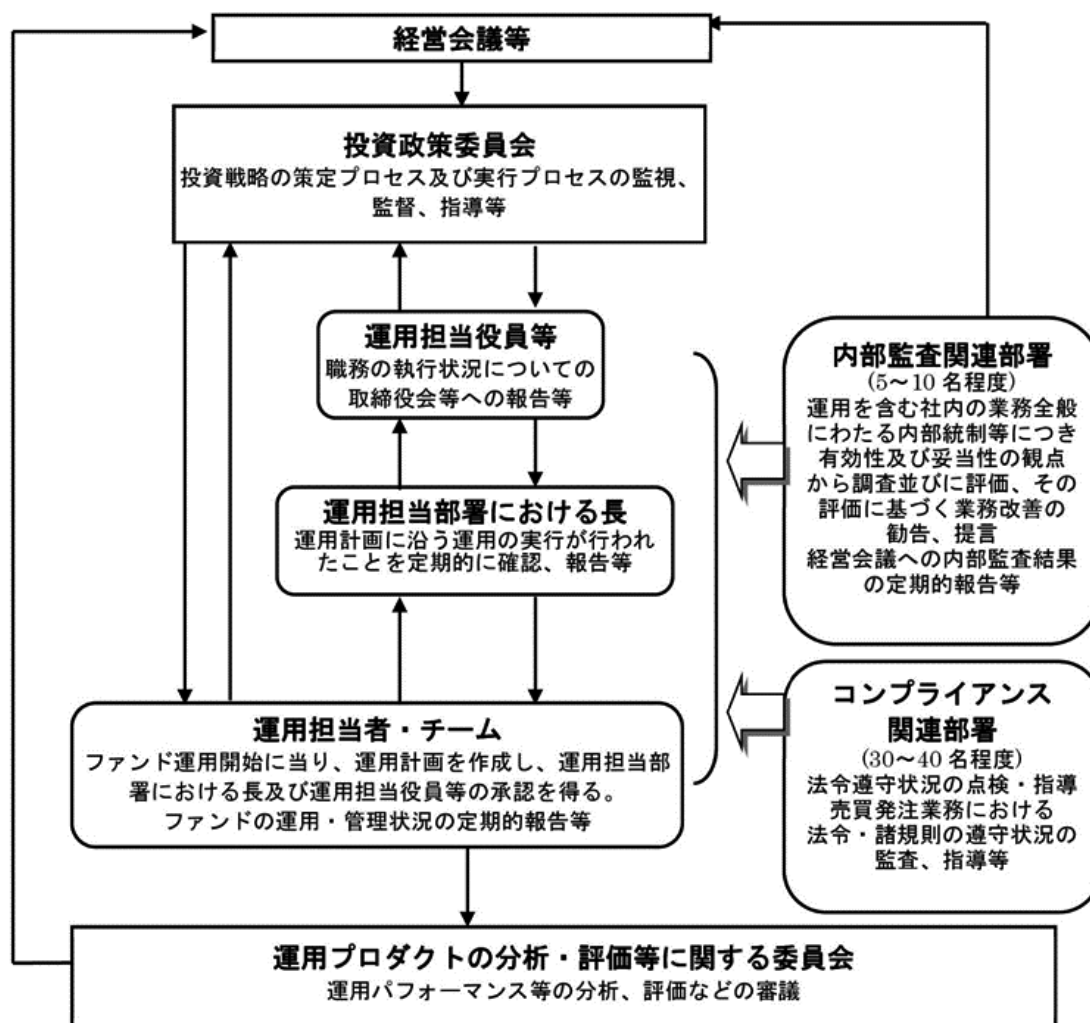 経営会議等
投資政策委員会
投資戦略の策定プロセス及び実行プロセスの監視、
監督、指導等
運用担当役員等
職務の執行状況についての
取締役会等への報告等
運用担当部署における長
運用計画に沿う運用の実行が行われ
たことを定期的に確認、報告等
運用担当者・チーム
ファンド運用開始に当り、運用計画を作成し、運用担当部
署における長及び運用担当役員等の承認を得る。
ファンドの運用・管理状況の定期的報告等
内部監査関連部署
(5～10 名程度)
運用を含む社内の業務全般
にわたる内部統制等につき
有効性及び妥当性の観点
から調査並びに評価、その
評価に基づく業務改善の
勧告、提言
経営会議への内部監査結果
の定期的報告等
コンプライアンス
関連部署
(30～40 名程度)
法令遵守状況の点検・指導
売買発注業務における
法令・諸規則の遵守状況の
監査、指導等
運用プロダクトの分析・評価等に関する委員会
運用パフォーマンス等の分析、評価などの審議